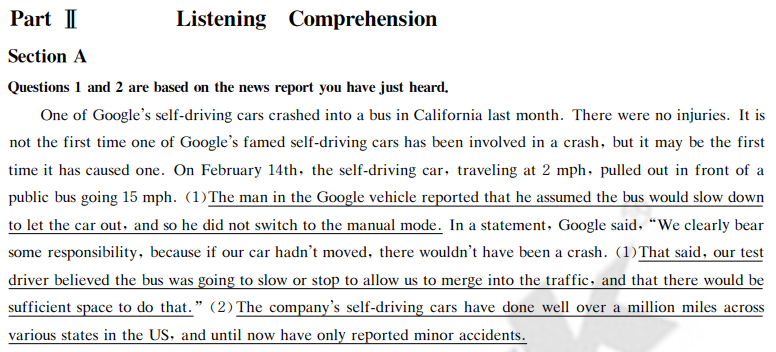 Part Ⅱ Listening Comprehension
Section A
Questions 1 and 2 are based on the news report you have just heard.
One of Google's self-driving cars crashed into a bus in California last month. There were no injuries. It is
not the first time one of Google's famed self-driving cars has been involved in a crash, but it may be the first
time it has caused one. On February 14th, the self-driving car, traveling at 2 mph, pulled out in front of a
public bus going 15 mph. (1)The man in the Google vehicle reported that he assumed the bus would slow down
to let the car out, and so he did not switch to the manual mode. In a statement, Google said, “We clearly bear
some responsibility, because if our car hadn't moved, there wouldn't have been a crash. (1)That said, our test
driver believed the bus was going to slow or stop to allow us to merge into the traffic, and that there would be
sufficient space to do that.” (2)The company's self-driving cars have done well over a million miles across
various states in the US, and until now have only reported minor accidents.